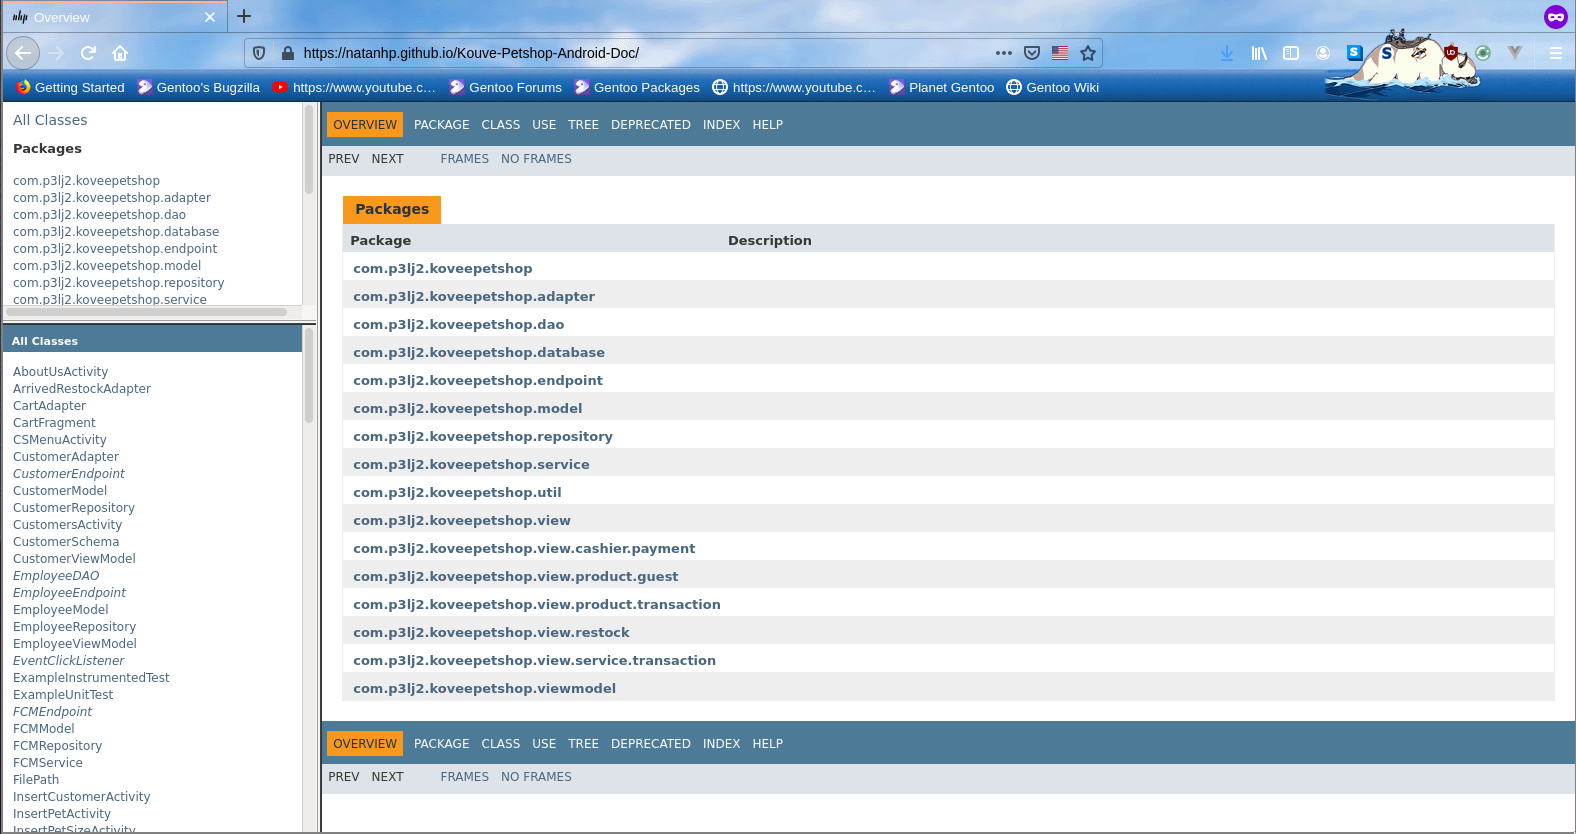 Overview
https://natanhp.github.io/Kouve-Petshop-Android-Doc/
Getting Started Gentoo's Bugzilla https://www.youtube.c… Gentoo Forums Gentoo Packages https://www.youtube.c… Planet Gentoo Gentoo Wiki
All Classes
Packages
com.p3lj2.koveepetshop
com.p3lj2.koveepetshop.adapter
com.p3lj2.koveepetshop.dao
com.p3lj2.koveepetshop.database
com.p3lj2.koveepetshop.endpoint
com.p3lj2.koveepetshop.model
com.p3lj2.koveepetshop.repository
com.p3lj2.koveepetshop.service
All Classes
AboutUsActivity
ArrivedRestockAdapter
CartAdapter
CartFragment
CSMenuActivity
CustomerAdapter
CustomerEndpoint
CustomerModel
CustomerRepository
CustomersActivity
CustomerSchema
CustomerViewModel
EmployeeDAO
EmployeeEndpoint
EmployeeModel
EmployeeRepository
EmployeeViewModel
EventClickListener
ExampleInstrumentedTest
ExampleUnitTest
FCMEndpoint
FCMModel
FCMRepository
FCMService
FilePath
InsertCustomerActivity
InsertPetActivity
InsertPetSizeActivity
OVERVIEW PACKAGE CLASS USE TREE DEPRECATED INDEX HELP
PREV NEXT FRAMES NO FRAMES
Packages
Package Description
com.p3lj2.koveepetshop
com.p3lj2.koveepetshop.adapter
com.p3lj2.koveepetshop.dao
com.p3lj2.koveepetshop.database
com.p3lj2.koveepetshop.endpoint
com.p3lj2.koveepetshop.model
com.p3lj2.koveepetshop.repository
com.p3lj2.koveepetshop.service
com.p3lj2.koveepetshop.util
com.p3lj2.koveepetshop.view
com.p3lj2.koveepetshop.view.cashier.payment
com.p3lj2.koveepetshop.view.product.guest
com.p3lj2.koveepetshop.view.product.transaction
com.p3lj2.koveepetshop.view.restock
com.p3lj2.koveepetshop.view.service.transaction
com.p3lj2.koveepetshop.viewmodel
OVERVIEW PACKAGE CLASS USE TREE DEPRECATED INDEX HELP
PREV NEXT FRAMES NO FRAMES